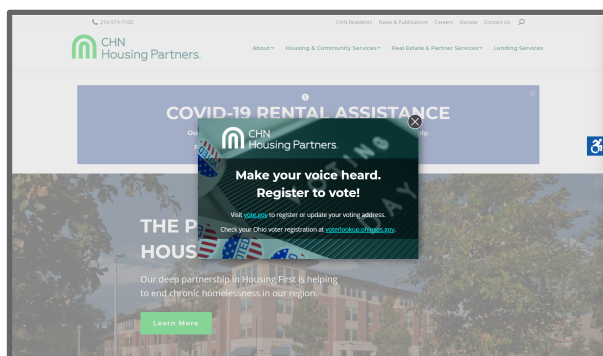 216-574-7100
CHN Residents News & Publications Careers Donate Contact Us
CHN
Housing Partners.
About Housing & Community Services Real Estate & Partner Services Lending Services
COVID-19 RENTAL ASSISTANCE
Ou
ly.
CHN
Housing Partners.
VOTING
DAY
Make your voice heard.
Register to vote!
Visit vote.gov to register or update your voting address.
Check your Ohio voter registration at voterlookup.ohiosos.gov.
THE P
HOUS
Our deep partnership in Housing First is helping
to end chronic homelessness in our region.
Learn More